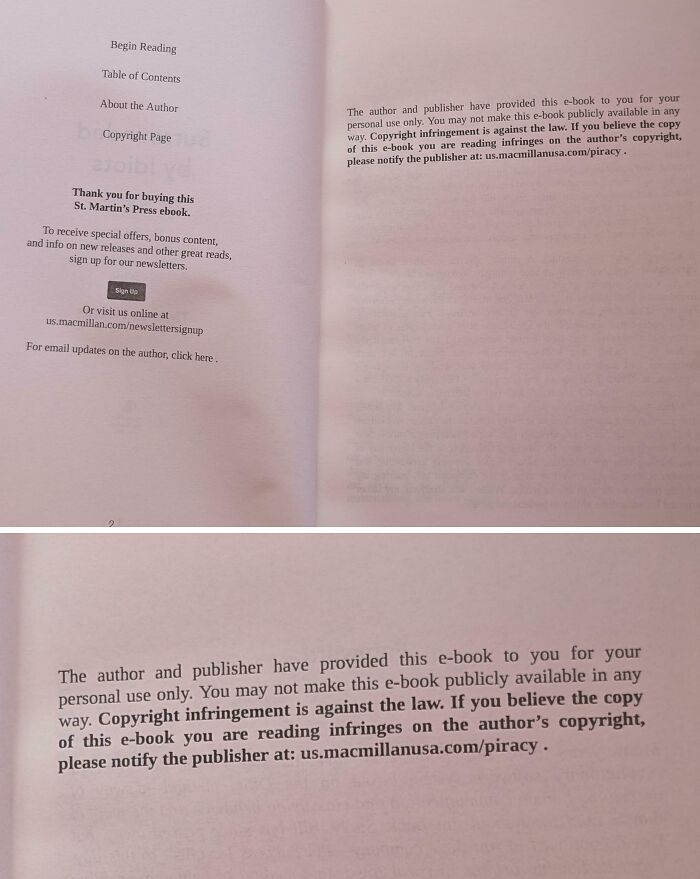 Begin Reading
Table of Contents
About the Author
Copyright Page
Thank you for buying this
St. Martin's Press ebook.
To receive special offers, bonus content,
and info on new releases and other great reads,
sign up for our newsletters.
Sign Up
Or visit us online at
us.macmillan.com/newslettersignup
For email updates on the author, click here .
2
The author and publisher have provided this e-book to you for your
personal use only. You may not make this e-book publicly available in any
way. Copyright infringement is against the law. If you believe the copy
of this e-book you are reading infringes on the author's copyright,
please notify the publisher at: us.macmillanusa.com/piracy .
The author and publisher have provided this e-book to you for your
personal use only. You may not make this e-book publicly available in any
way. Copyright infringement is against the law. If you believe the copy
of this e-book you are reading infringes on the author's copyright,
please notify the publisher at: us.macmillanusa.com/piracy .